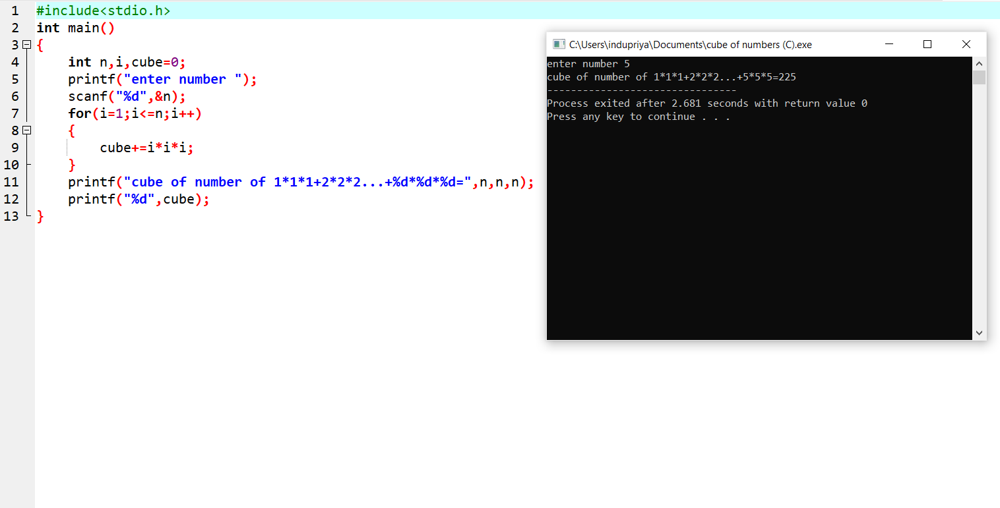 1 #include<stdio.h>
2 int main()
3 {
4 int n,i,cube=0;
5 printf("enter number ");
6 scanf("%d",&n);
7 for(i=1;i<=n;i++)
8 {
9 cube+=i*i*i;
10 }
11 printf("cube of number of 1*1*1+2*2*2...+%d*%d*%d=",n,n,n);
12 printf("%d",cube);
13 }
C:\Users\indupriya\Documents\cube of numbers (C).exe
enter number 5
cube of number of 1*1*1+2*2*2...+5*5*5=225
--------------------------------
Process exited after 2.681 seconds with return value 0
Press any key to continue . . .